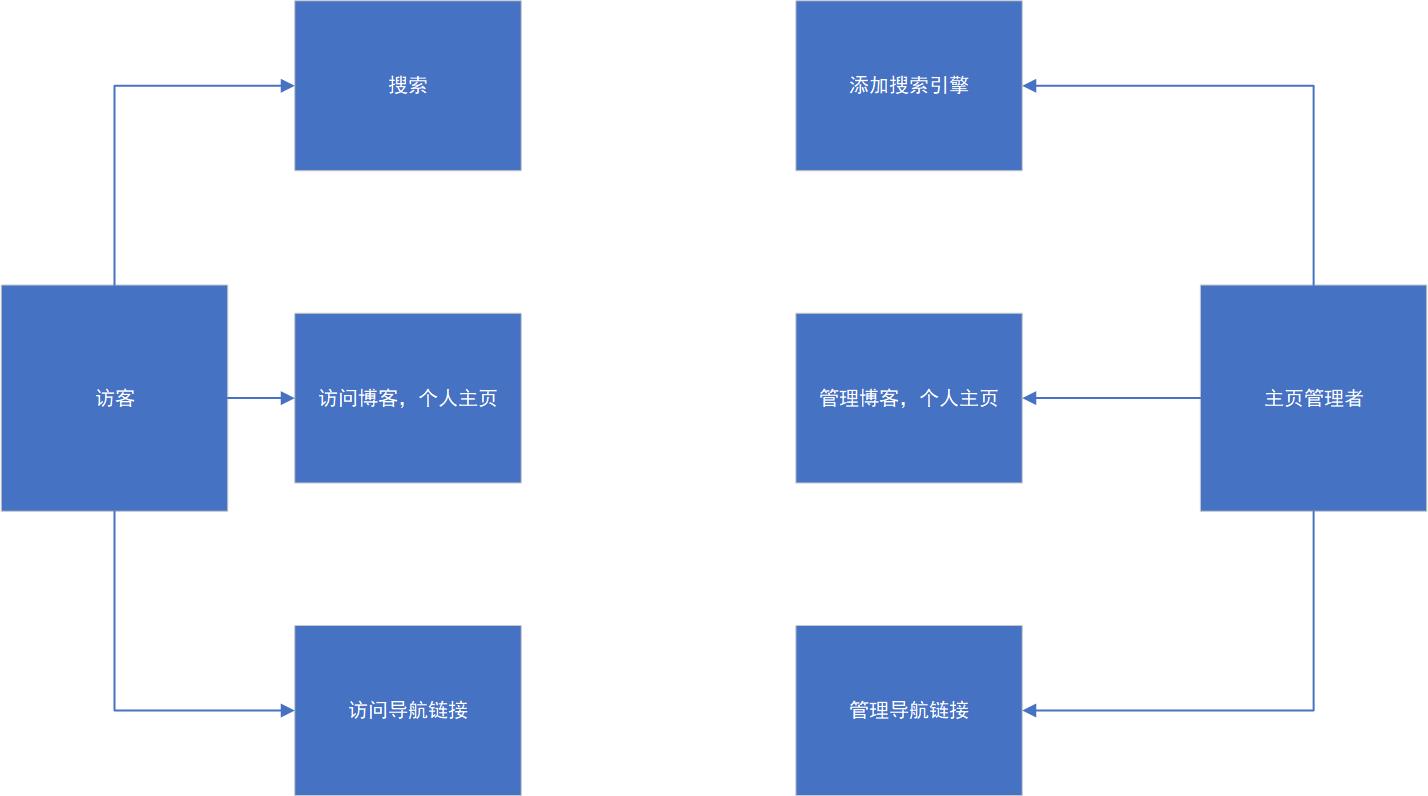 搜索
添加搜索引擎
访客
访问博客，个人主页
管理博客，个人主页
主页管理者
访问导航链接
管理导航链接